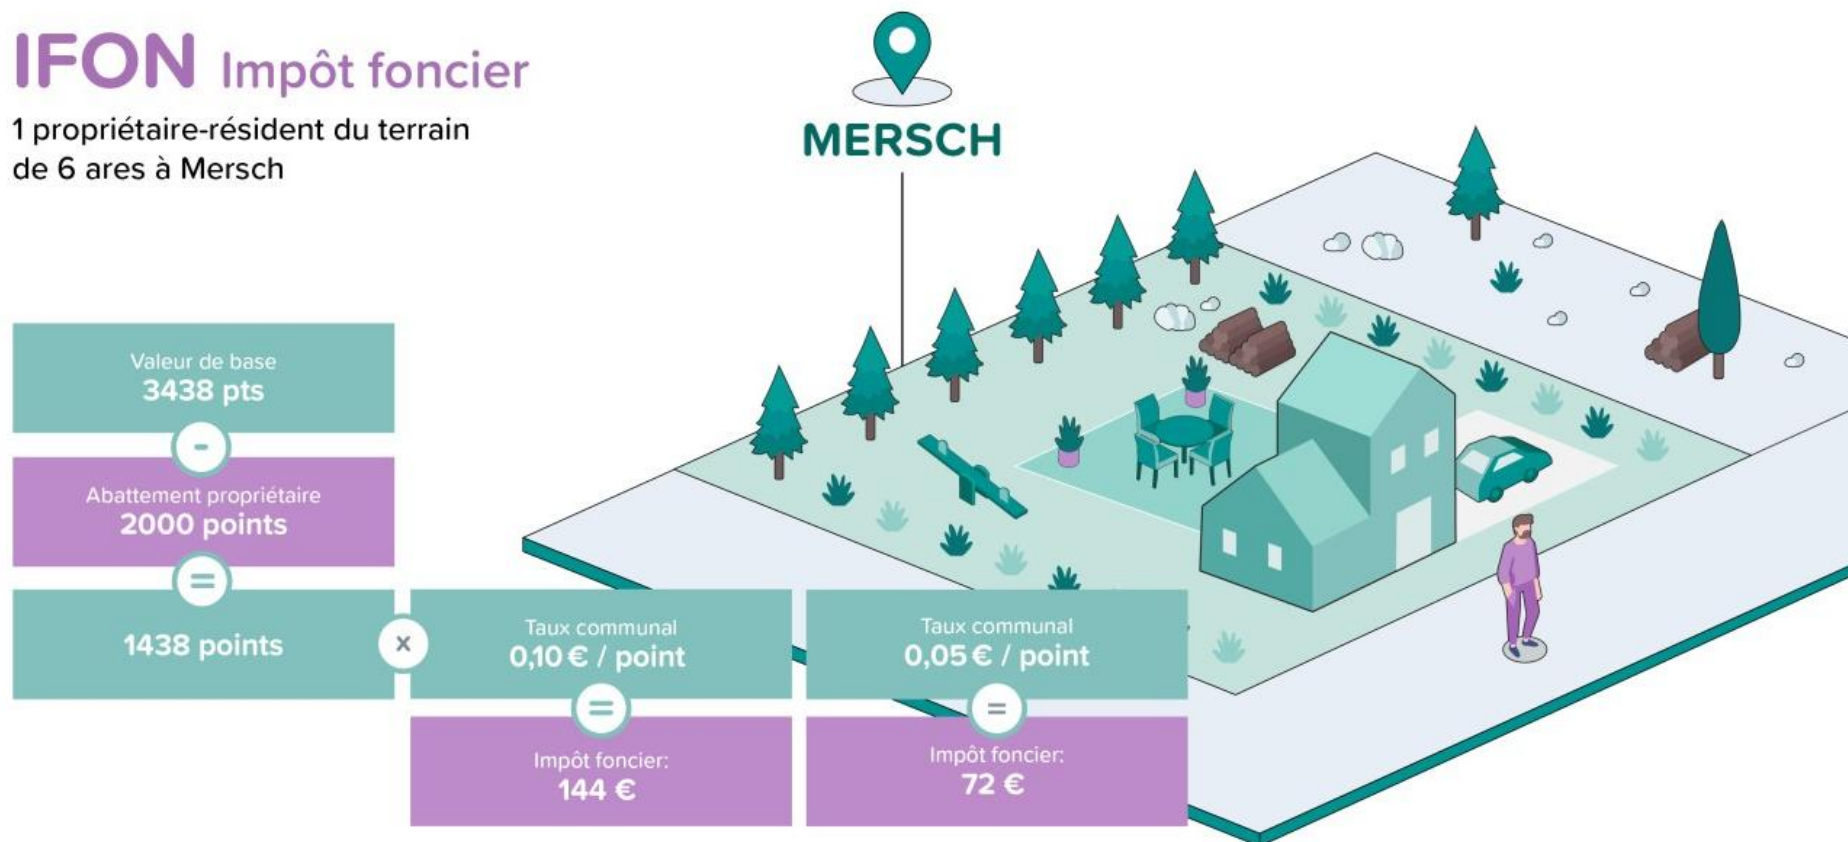 IFON Impôt foncier
1 propriétaire-résident du terrain
de 6 ares à Mersch
MERSCH
Valeur de base
3438 pts
-
Abattement propriétaire
2000 points
=
1438 points
x
Taux communal
0,10 € / point
=
Impôt foncier:
144 €
Taux communal
0,05 € / point
=
Impôt foncier:
72 €